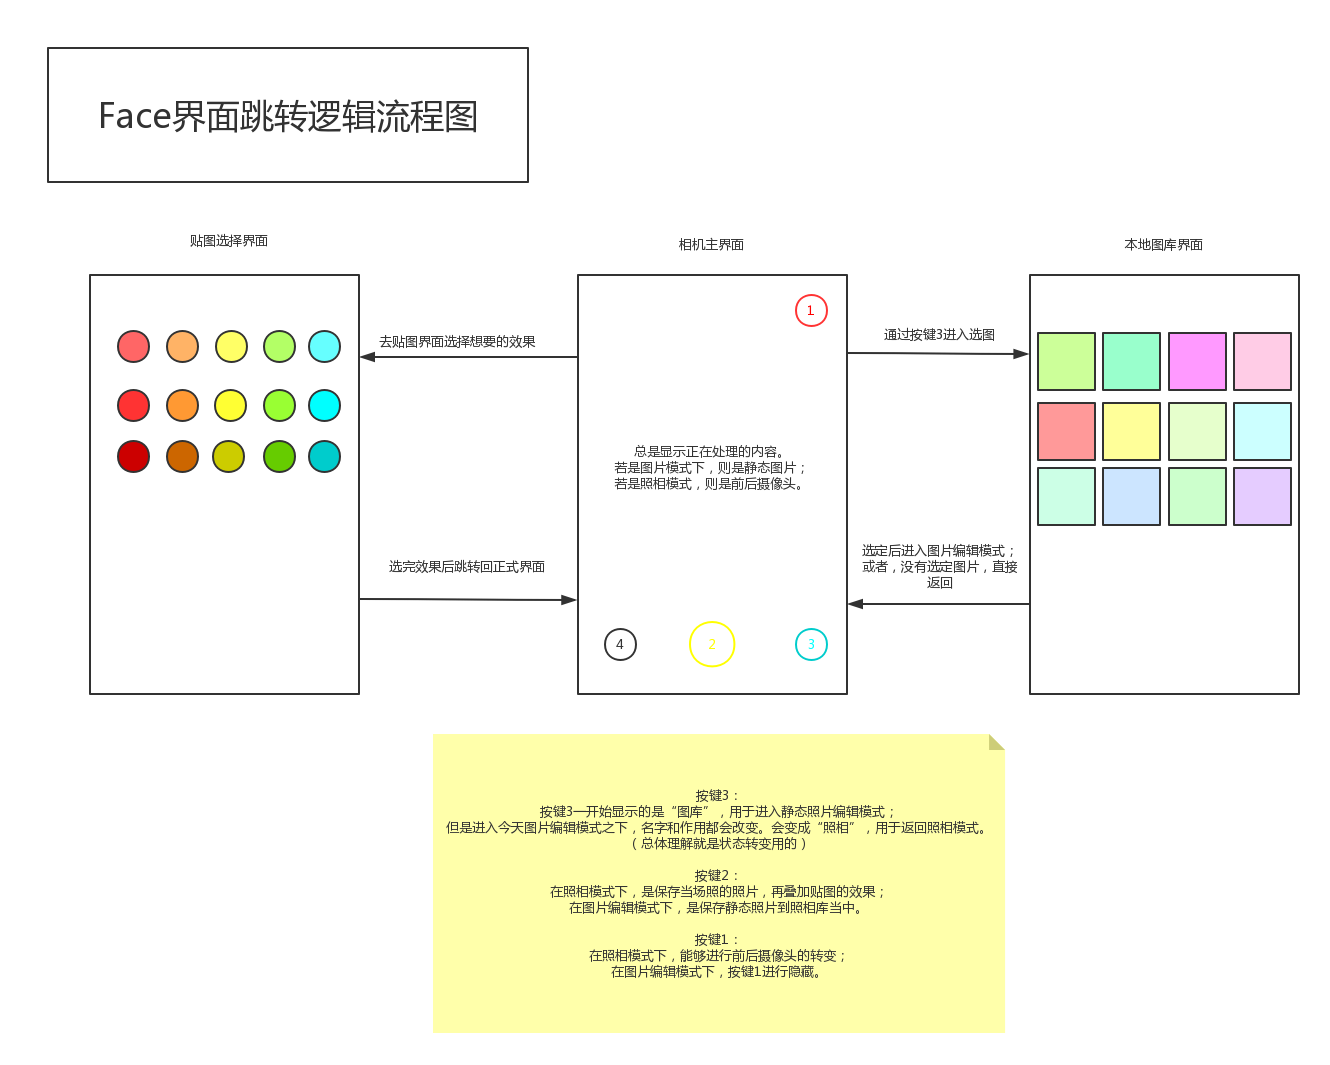 Face界面跳转逻辑流程图
贴图选择界面
相机主界面
本地图库界面
1
去贴图界面选择想要的效果
通过按键3进入选图
总是显示正在处理的内容。
若是图片模式下，则是静态图片；
若是照相模式，则是前后摄像头。
选完效果后跳转回正式界面
选定后进入图片编辑模式；
或者，没有选定图片，直接
返回
4
2
3
按键3：
按键3一开始显示的是“图库”，用于进入静态照片编辑模式；
但是进入今天图片编辑模式之下，名字和作用都会改变。会变成“照相”，用于返回照相模式。
（总体理解就是状态转变用的）
按键2：
在照相模式下，是保存当场照的照片，再叠加贴图的效果；
在图片编辑模式下，是保存静态照片到照相库当中。
按键1：
在照相模式下，能够进行前后摄像头的转变；
在图片编辑模式下，按键1进行隐藏。